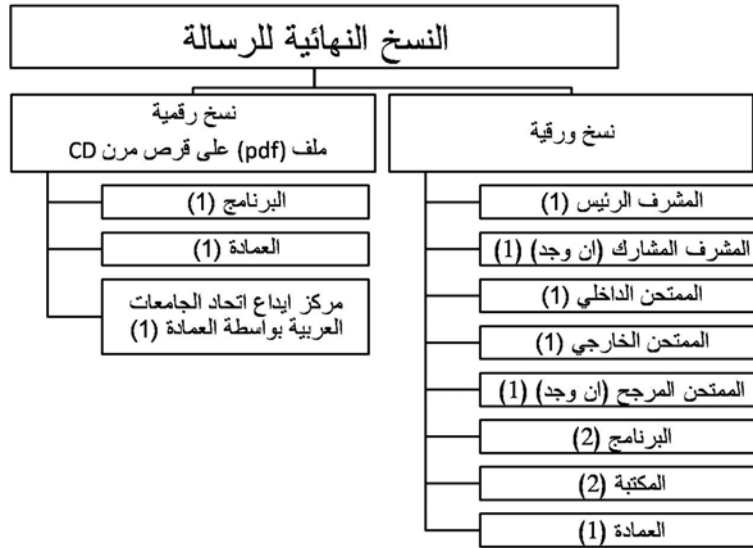 النسخ النهائية للرسالة
نسخ ورقية
المشرف الرئيس (1)
المشرف المشارك (ان وجد) (1)
الممتحن الداخلي (1)
الممتحن الخارجي (1)
الممتحن المرجح (ان وجد) (1)
البرنامج (2)
المكتبة (2)
العمادة (1)
نسخ رقمية
ملف (pdf) على قرص مرن CD
البرنامج (1)
العمادة (1)
مركز ايداع اتحاد الجامعات
العربية بواسطة العمادة (1)